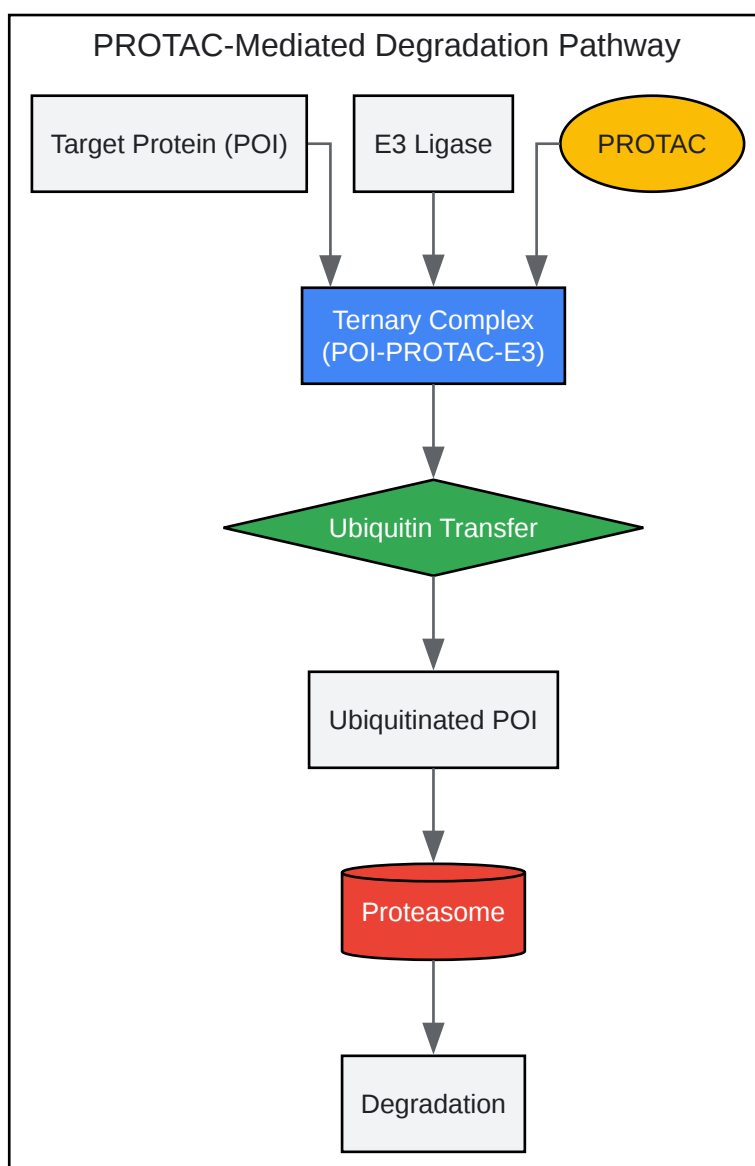 PROTAC-Mediated Degradation Pathway
Target Protein (POI)
E3 Ligase
PROTAC
Ternary Complex
(POI-PROTAC-E3)
Ubiquitin Transfer
Ubiquitinated POI
Proteasome
Degradation